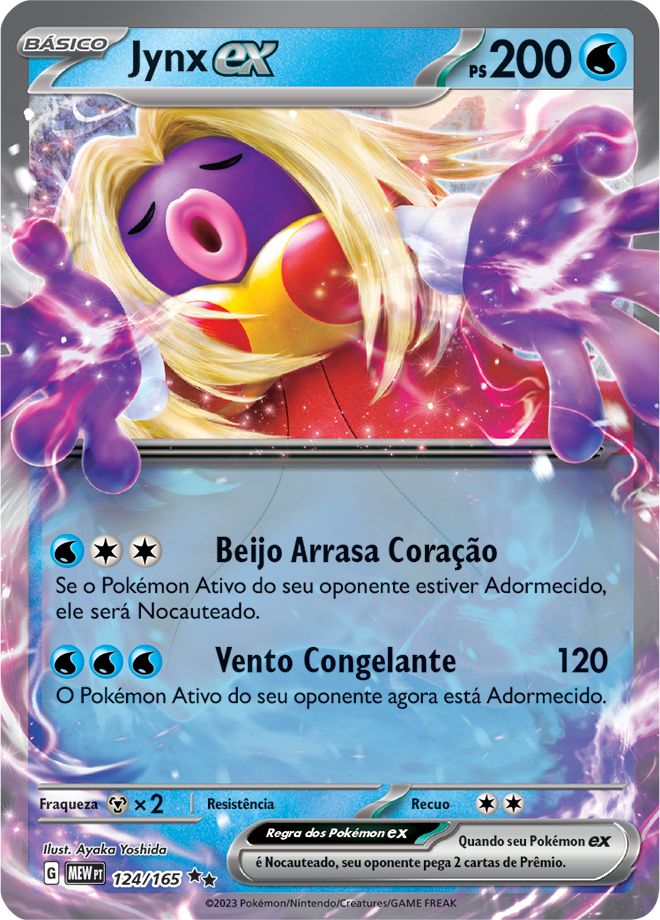 BÁSICO
Jynx ex
PS 200
Beijo Arrasa Coração
Se o Pokémon Ativo do seu oponente estiver Adormecido,
ele será Nocauteado.
Vento Congelante 120
O Pokémon Ativo do seu oponente agora está Adormecido.
Fraqueza ×2 Resistência Recuo
Regra dos Pokémon ex Quando seu Pokémon ex
é Nocauteado, seu oponente pega 2 cartas de Prêmio.
Ilust. Ayaka Yoshida
G MEW PT 124/165
©2023 Pokémon/Nintendo/Creatures/GAME FREAK